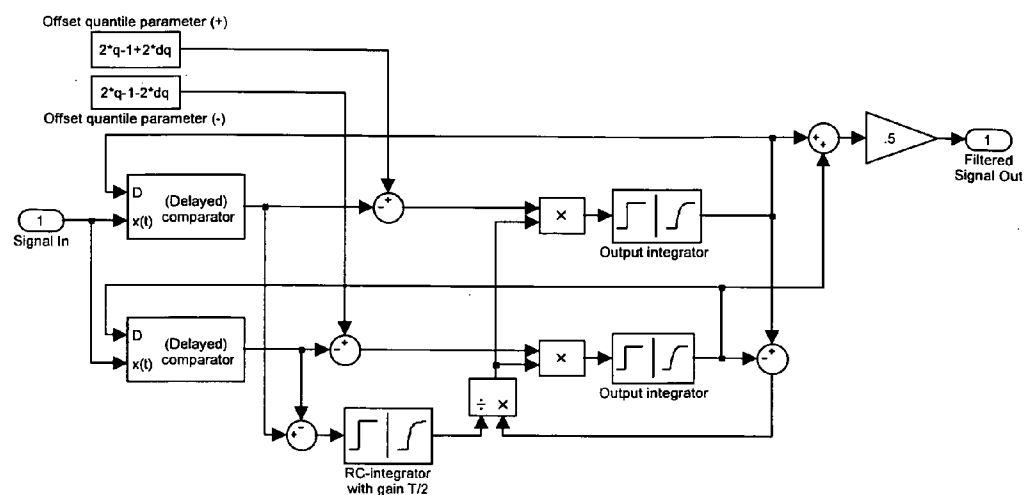 Offset quantile parameter (+)
2*q-1+2*dq
2*q-1-2*dq
Offset quantile parameter (-)
1
Signal In
D
x(t)
(Delayed)
comparator
- +
×
Output integrator
+ +
.5
1
Filtered
Signal Out
D
x(t)
(Delayed)
comparator
- +
×
Output integrator
- +
÷ ×
+ -
RC-integrator
with gain T/2